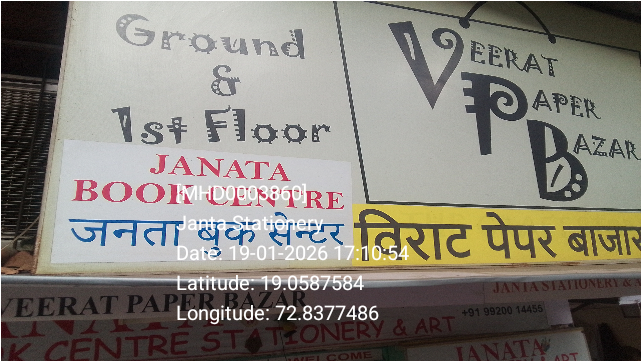 Ground
&
1st Floor
VEERAT
PAPER
BAZAR
JANATA
BOOK CENTRE
जनता बुक सेन्टर
विराट पेपर बाजार
[MHD0003860]
Janta Stationery
Date: 19-01-2026 17:10:54
Latitude: 19.0587584
Longitude: 72.8377486
VEERAT PAPER BAZAR
JANTA STATIONERY &
+91 99200 14455
K CENTRE STATIONERY & ART
WELCOME